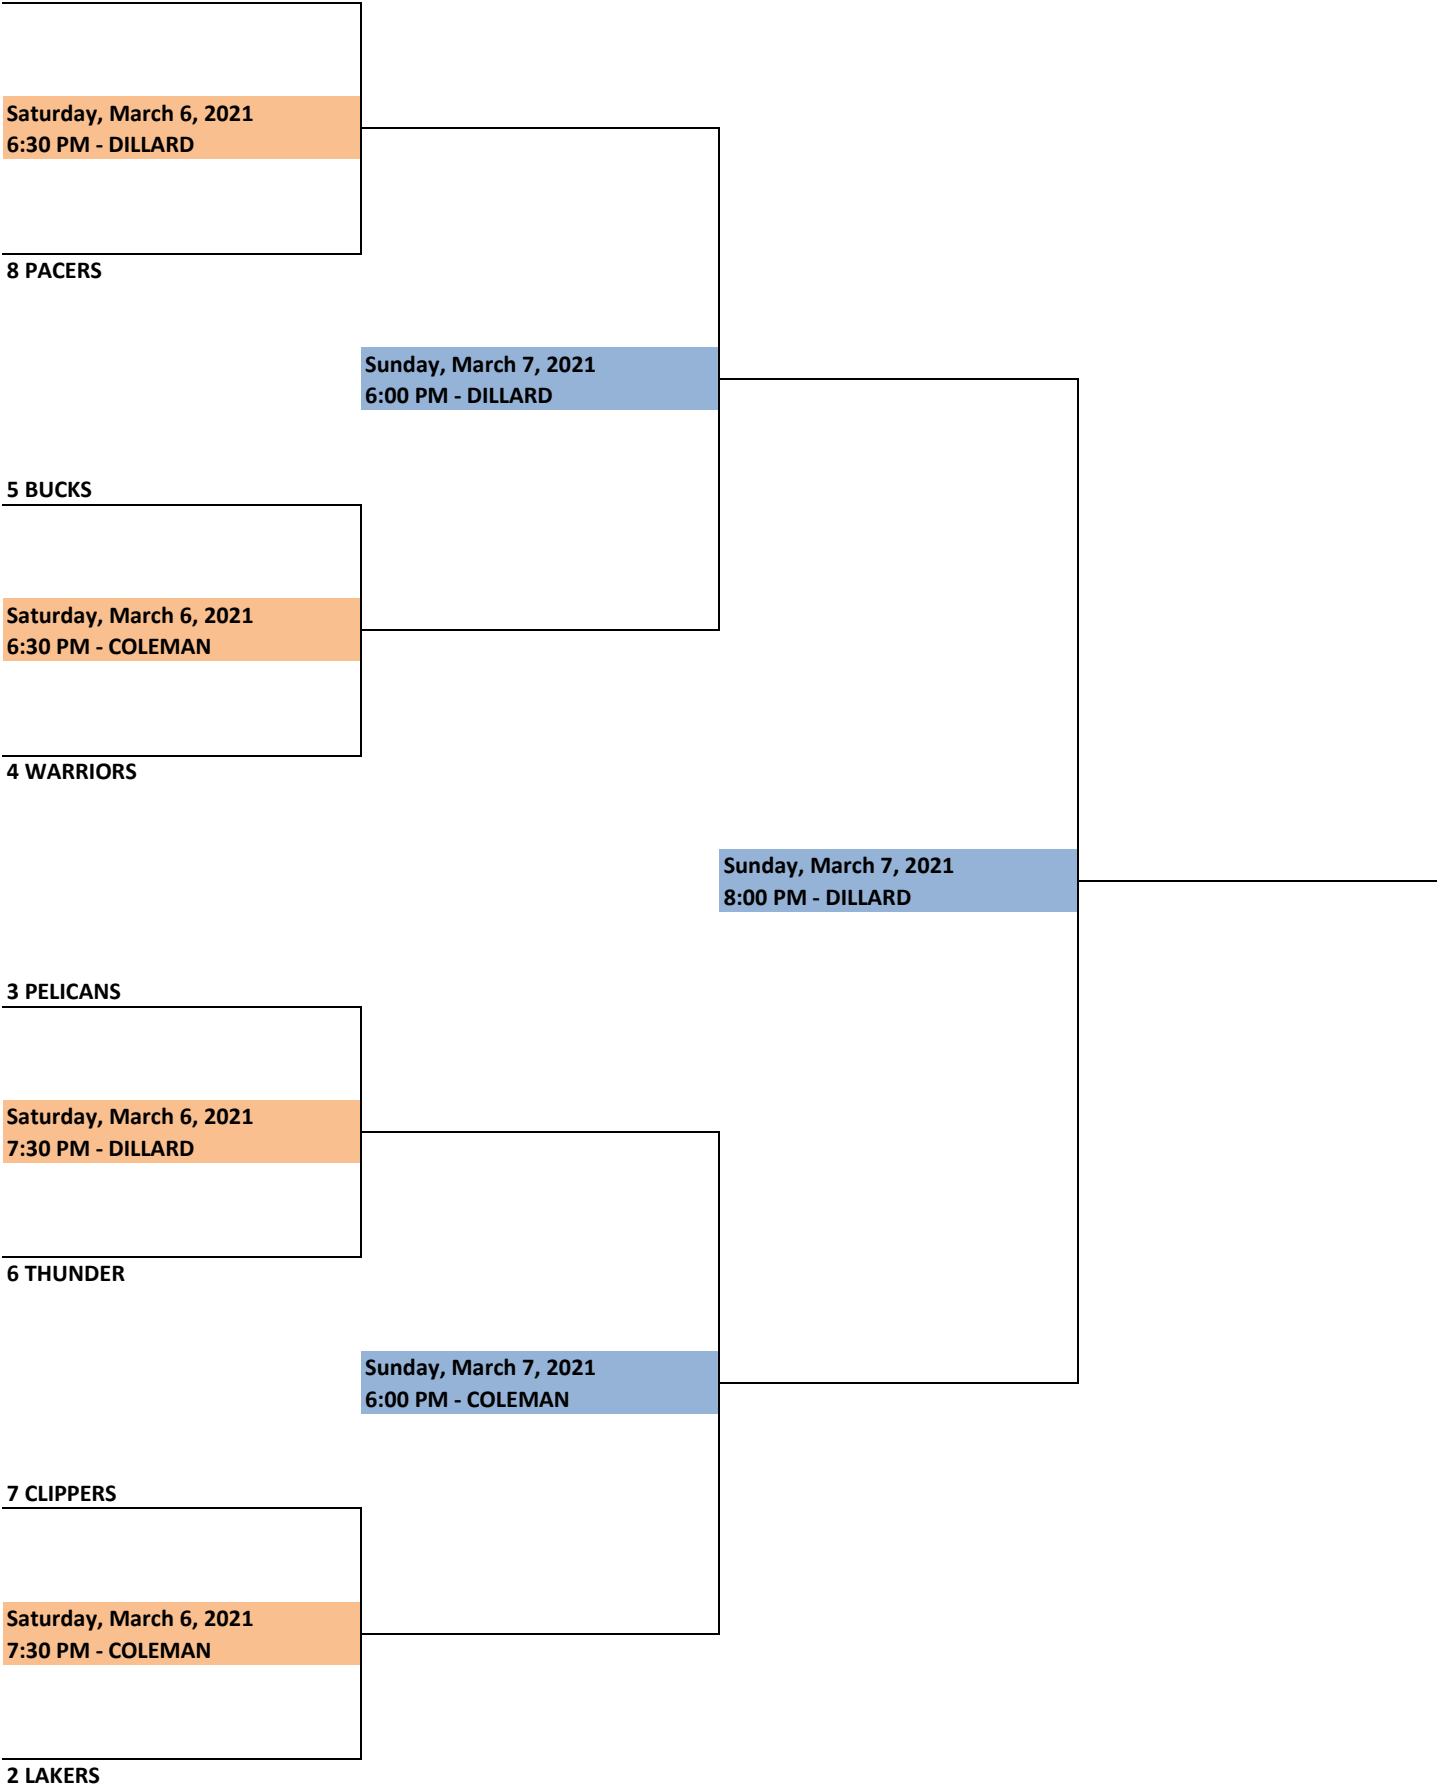 Saturday, March 6, 2021
6:30 PM - DILLARD
8 PACERS
Sunday, March 7, 2021
6:00 PM - DILLARD
5 BUCKS
Saturday, March 6, 2021
6:30 PM - COLEMAN
4 WARRIORS
Sunday, March 7, 2021
8:00 PM - DILLARD
3 PELICANS
Saturday, March 6, 2021
7:30 PM - DILLARD
6 THUNDER
Sunday, March 7, 2021
6:00 PM - COLEMAN
7 CLIPPERS
Saturday, March 6, 2021
7:30 PM - COLEMAN
2 LAKERS